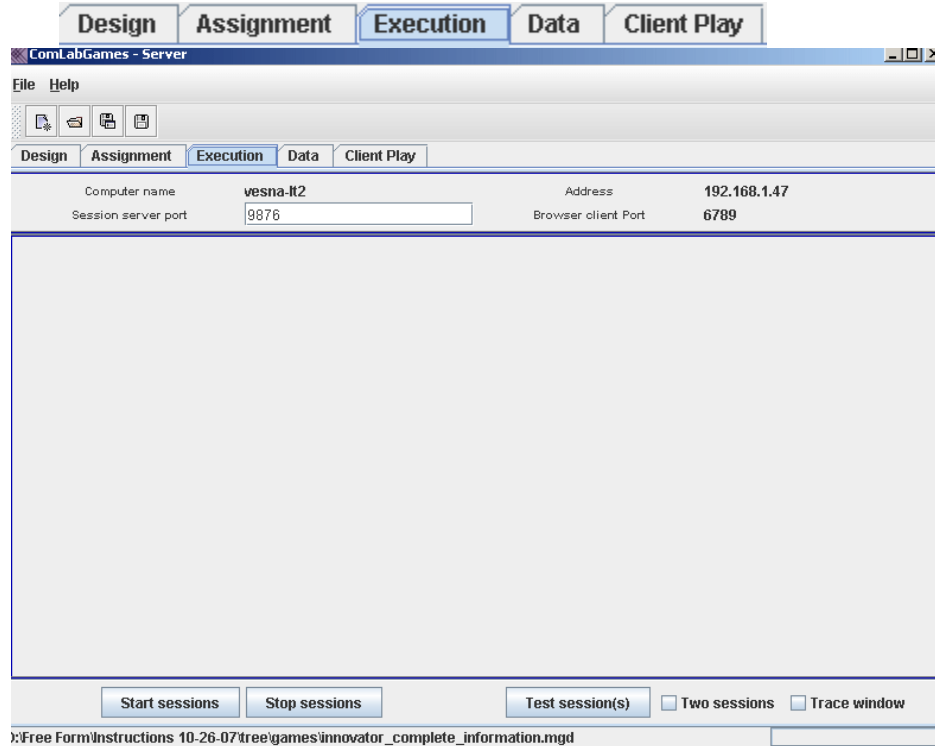 Design Assignment Execution Data Client Play
ComLabGames - Server
File Help
Design Assignment Execution Data Client Play
Computer name vesna-lt2 Address 192.168.1.47
Session server port 9876 Browser client Port 6789
Start sessions Stop sessions Test session(s) Two sessions Trace window
):\Free Form\Instructions 10-26-07\tree\games\innovator_complete_information.mgd